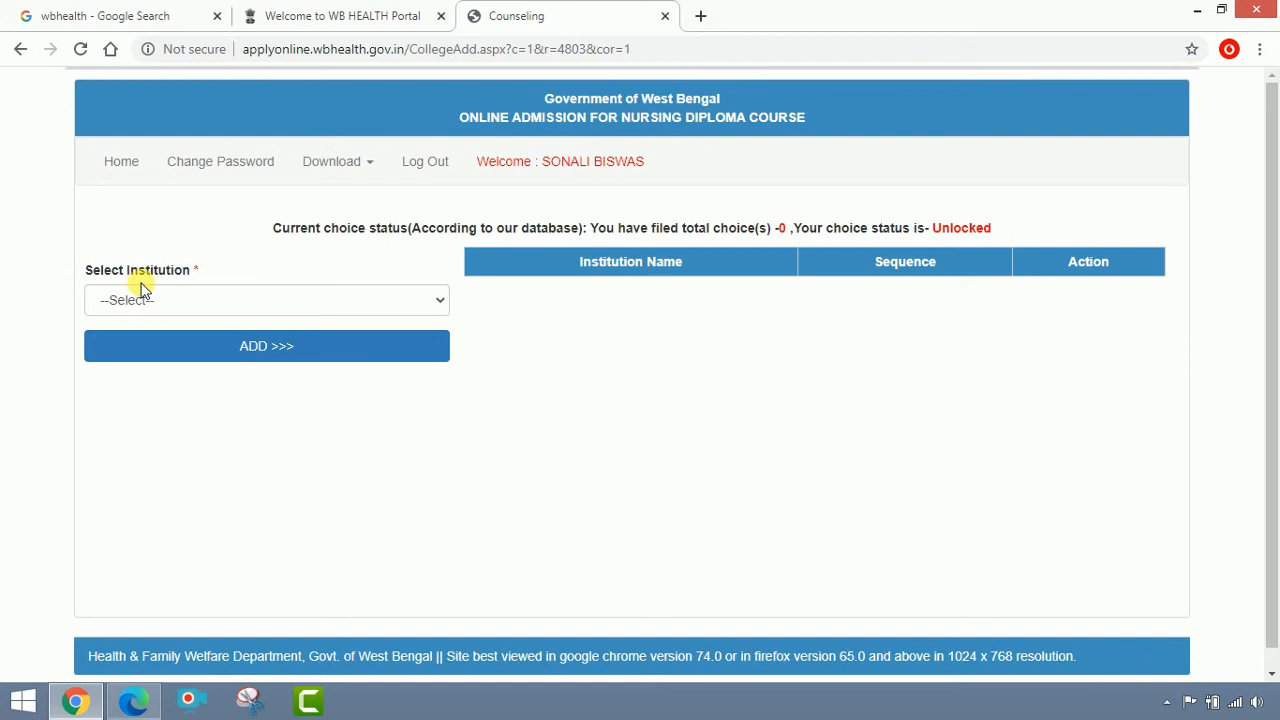 wbhealth - Google Search
Welcome to WB HEALTH Portal
Counseling
Not secure
applyonline.wbhealth.gov.in/CollegeAdd.aspx?c=1&r=4803&cor=1
Government of West Bengal
ONLINE ADMISSION FOR NURSING DIPLOMA COURSE
Home Change Password Download Log Out Welcome : SONALI BISWAS
Current choice status(According to our database): You have filed total choice(s) -0 ,Your choice status is- Unlocked
Select Institution *
--Select--
ADD >>>
Institution Name Sequence Action
Health & Family Welfare Department, Govt. of West Bengal || Site best viewed in google chrome version 74.0 or in firefox version 65.0 and above in 1024 x 768 resolution.